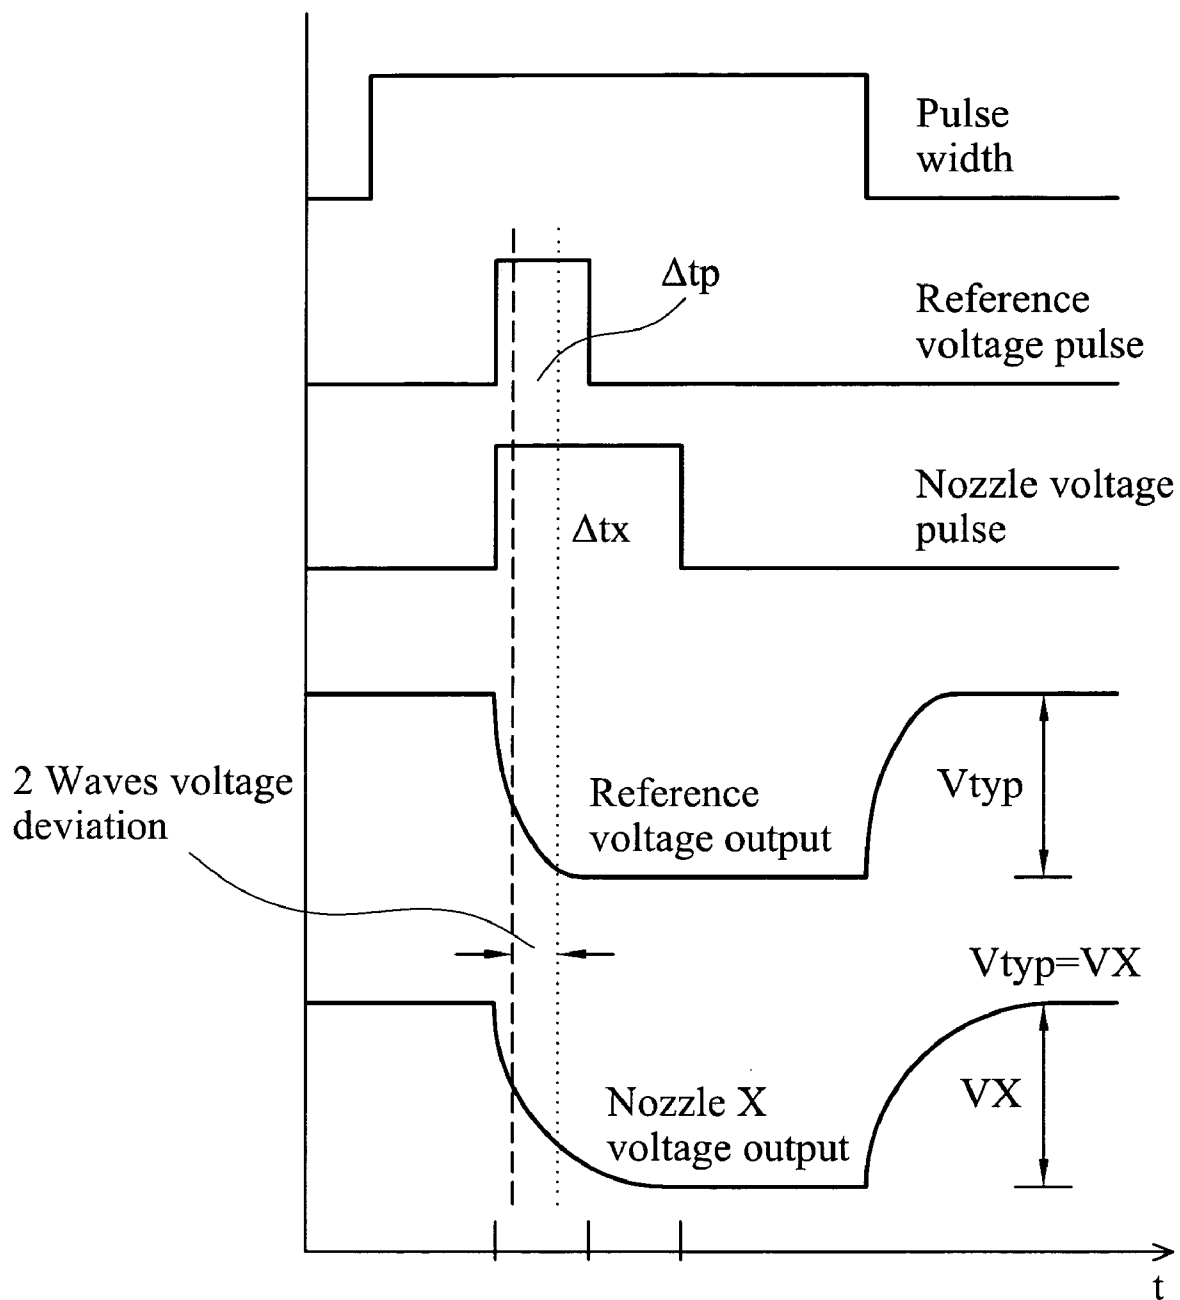 Pulse
width
Δtp
Reference
voltage pulse
Nozzle voltage
pulse
Δtx
2 Waves voltage
deviation
Reference
voltage output
Vtyp
Vtyp=VX
Nozzle X
voltage output
VX
t